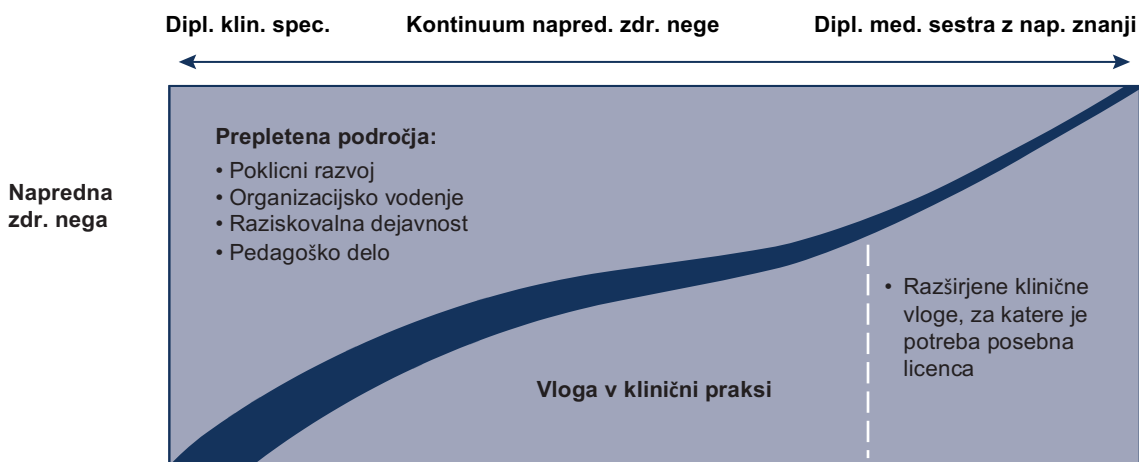 Dipl. klin. spec.
Kontinuum napred. zdr. nege
Dipl. med. sestra z nap. znanji
Napredna
zdr. nega
Prepletena področja:
• Poklicni razvoj
• Organizacijsko vodenje
• Raziskovalna dejavnost
• Pedagoško delo
• Razširjene klinične
vloge, za katere je
potreba posebna
licenca
Vloga v klinični praksi